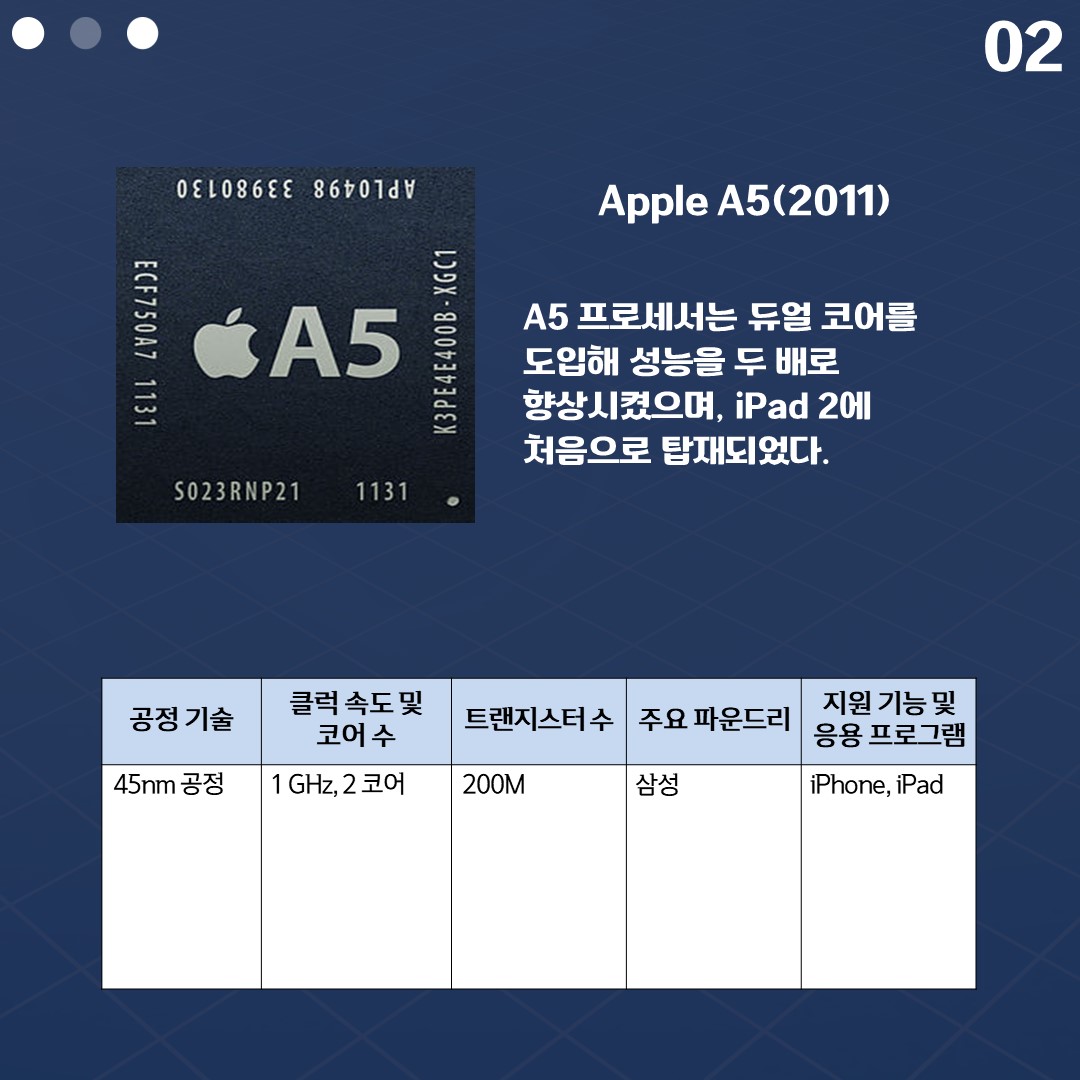 02
APL0498 33980130
ECF750A7 1131
A5
K3PE4E400B-XGC1
S023RNP21 1131
Apple A5(2011)
A5 프로세서는 듀얼 코어를
도입해 성능을 두 배로
향상시켰으며, iPad 2에
처음으로 탑재되었다.
공정 기술
클럭 속도 및
코어 수
트랜지스터 수
주요 파운드리
지원 기능 및
응용 프로그램
45nm 공정
1 GHz, 2 코어
200M
삼성
iPhone, iPad